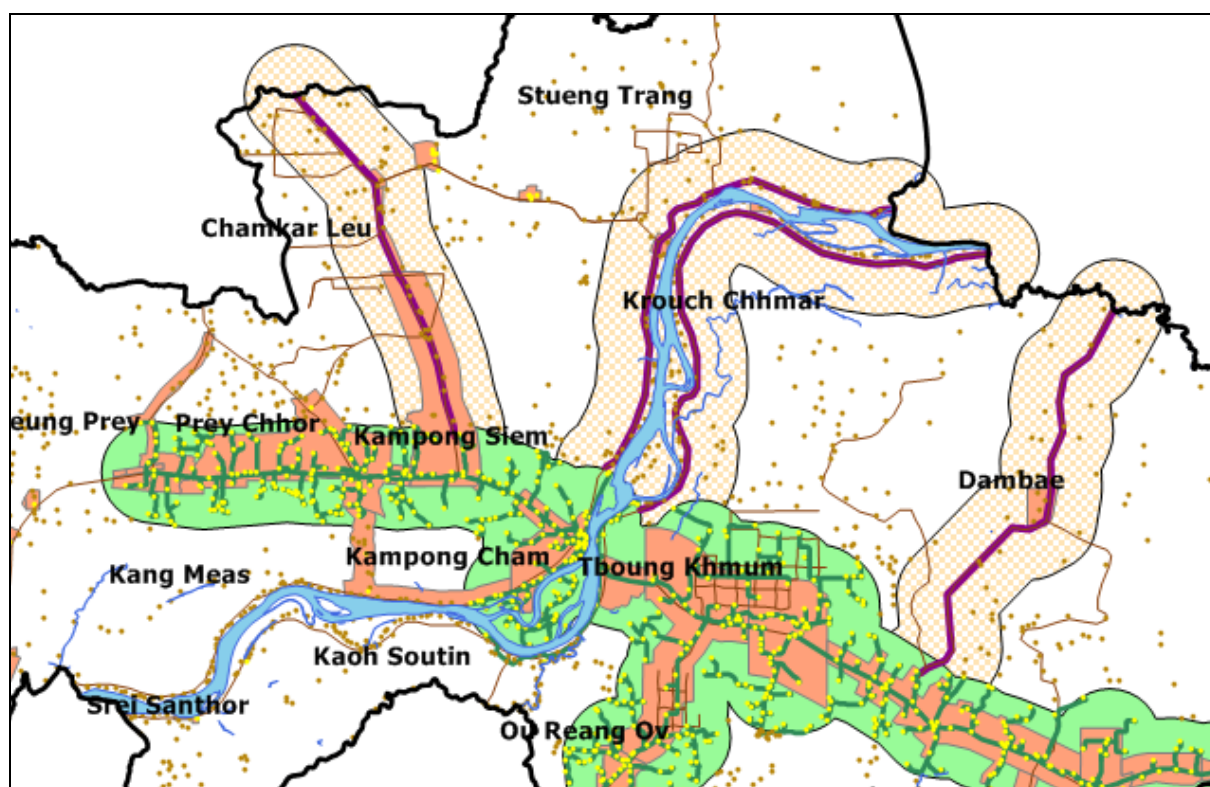 Stueng Trang
Chamkar Leu
Krouch Chhmar
eung Prey
Prey Chhor
Kampong Siem
Dambae
Kampong Cham
Tboung Khmum
Kang Meas
Kaoh Soutin
Srei Santhor
Ou Reang Ov